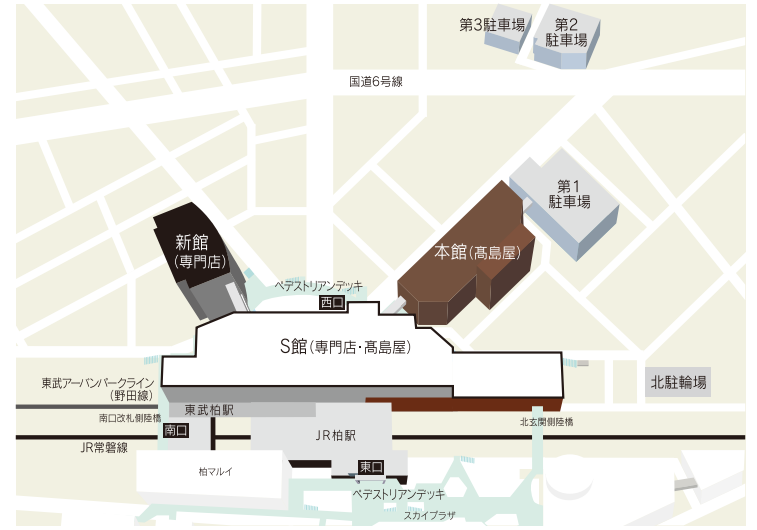 第3駐車場
第2
駐車場
国道6号線
第1
駐車場
新館
(専門店)
本館(髙島屋)
ペデストリアンデッキ
西口
S館(専門店・髙島屋)
東武アーバンパークライン
(野田線)
北駐輪場
東武柏駅
南口改札側陸橋
北玄関側陸橋
南口
JR柏駅
JR常磐線
東口
柏マルイ
ペデストリアンデッキ
スカイプラザ